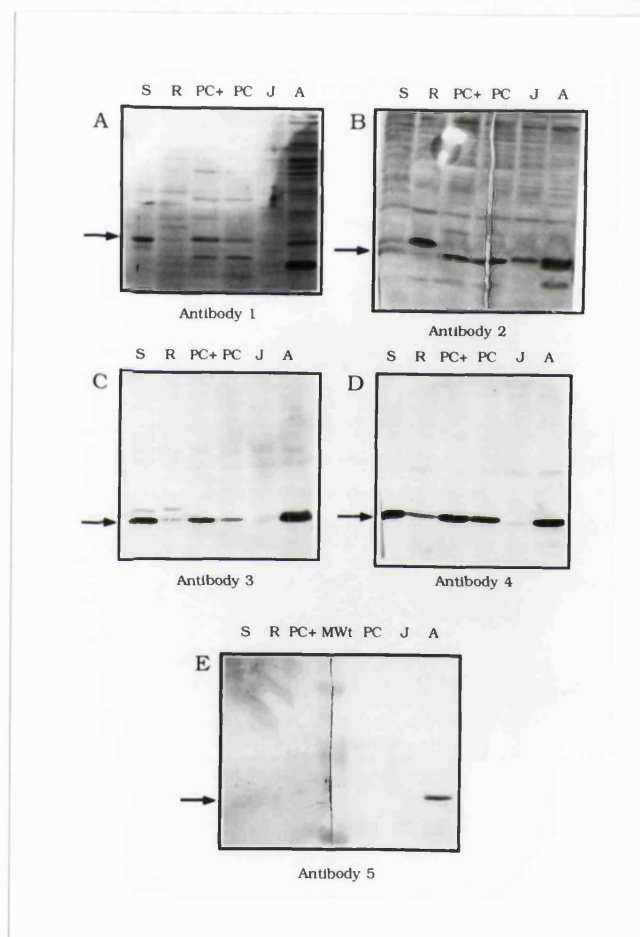 S R PC+ PC J A
A
Antibody 1
S R PC+ PC J A
B
Antibody 2
S R PC+ PC J A
C
Antibody 3
S R PC+ PC J A
D
Antibody 4
S R PC+ MWt PC J A
E
Antibody 5